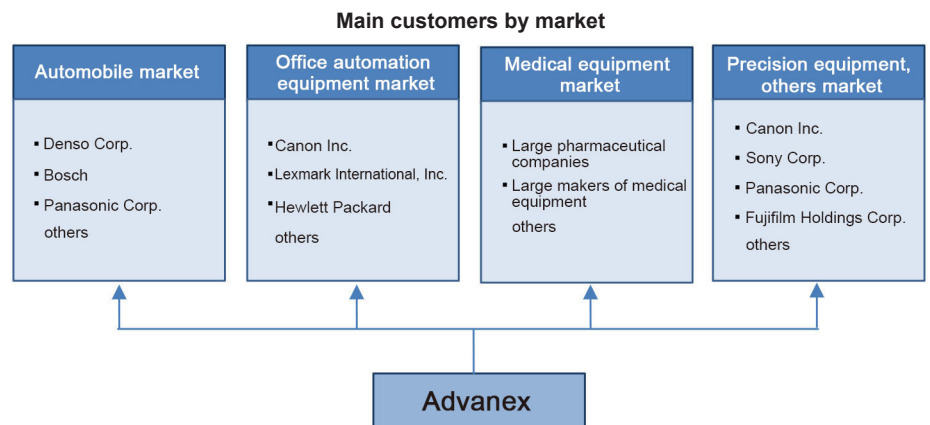 Main customers by market
Automobile market
▪ Denso Corp.
▪ Bosch
▪ Panasonic Corp.
others
Office automation
equipment market
▪ Canon Inc.
▪ Lexmark International, Inc.
▪ Hewlett Packard
others
Medical equipment
market
▪ Large pharmaceutical
companies
▪ Large makers of medical
equipment
others
Precision equipment,
others market
▪ Canon Inc.
▪ Sony Corp.
▪ Panasonic Corp.
▪ Fujifilm Holdings Corp.
others
Advanex